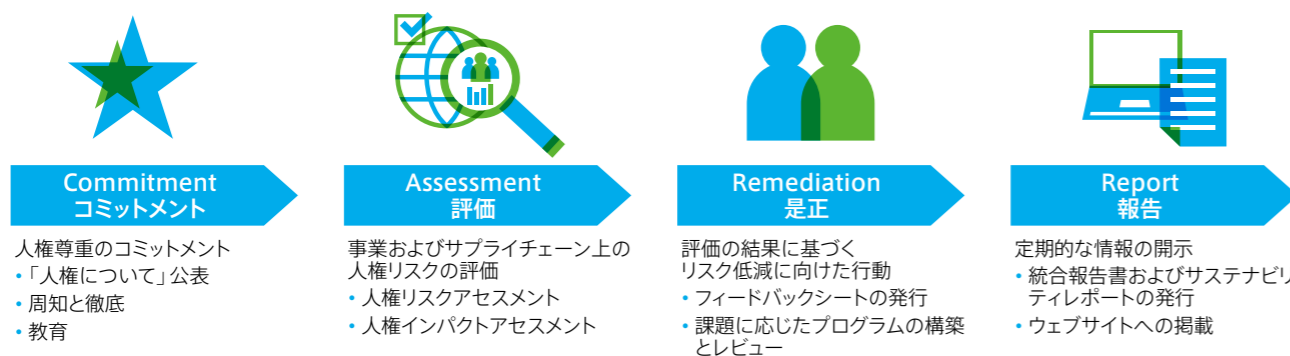 Commitment
コミットメント
人権尊重のコミットメント
• 「人権について」公表
• 周知と徹底
• 教育
Assessment
評価
事業およびサプライチェーン上の
人権リスクの評価
• 人権リスクアセスメント
• 人権インパクトアセスメント
Remediation
是正
評価の結果に基づく
リスク低減に向けた行動
• フィードバックシートの発行
• 課題に応じたプログラムの構築
とレビュー
Report
報告
定期的な情報の開示
• 統合報告書およびサステナビリ
ティレポートの発行
• ウェブサイトへの掲載